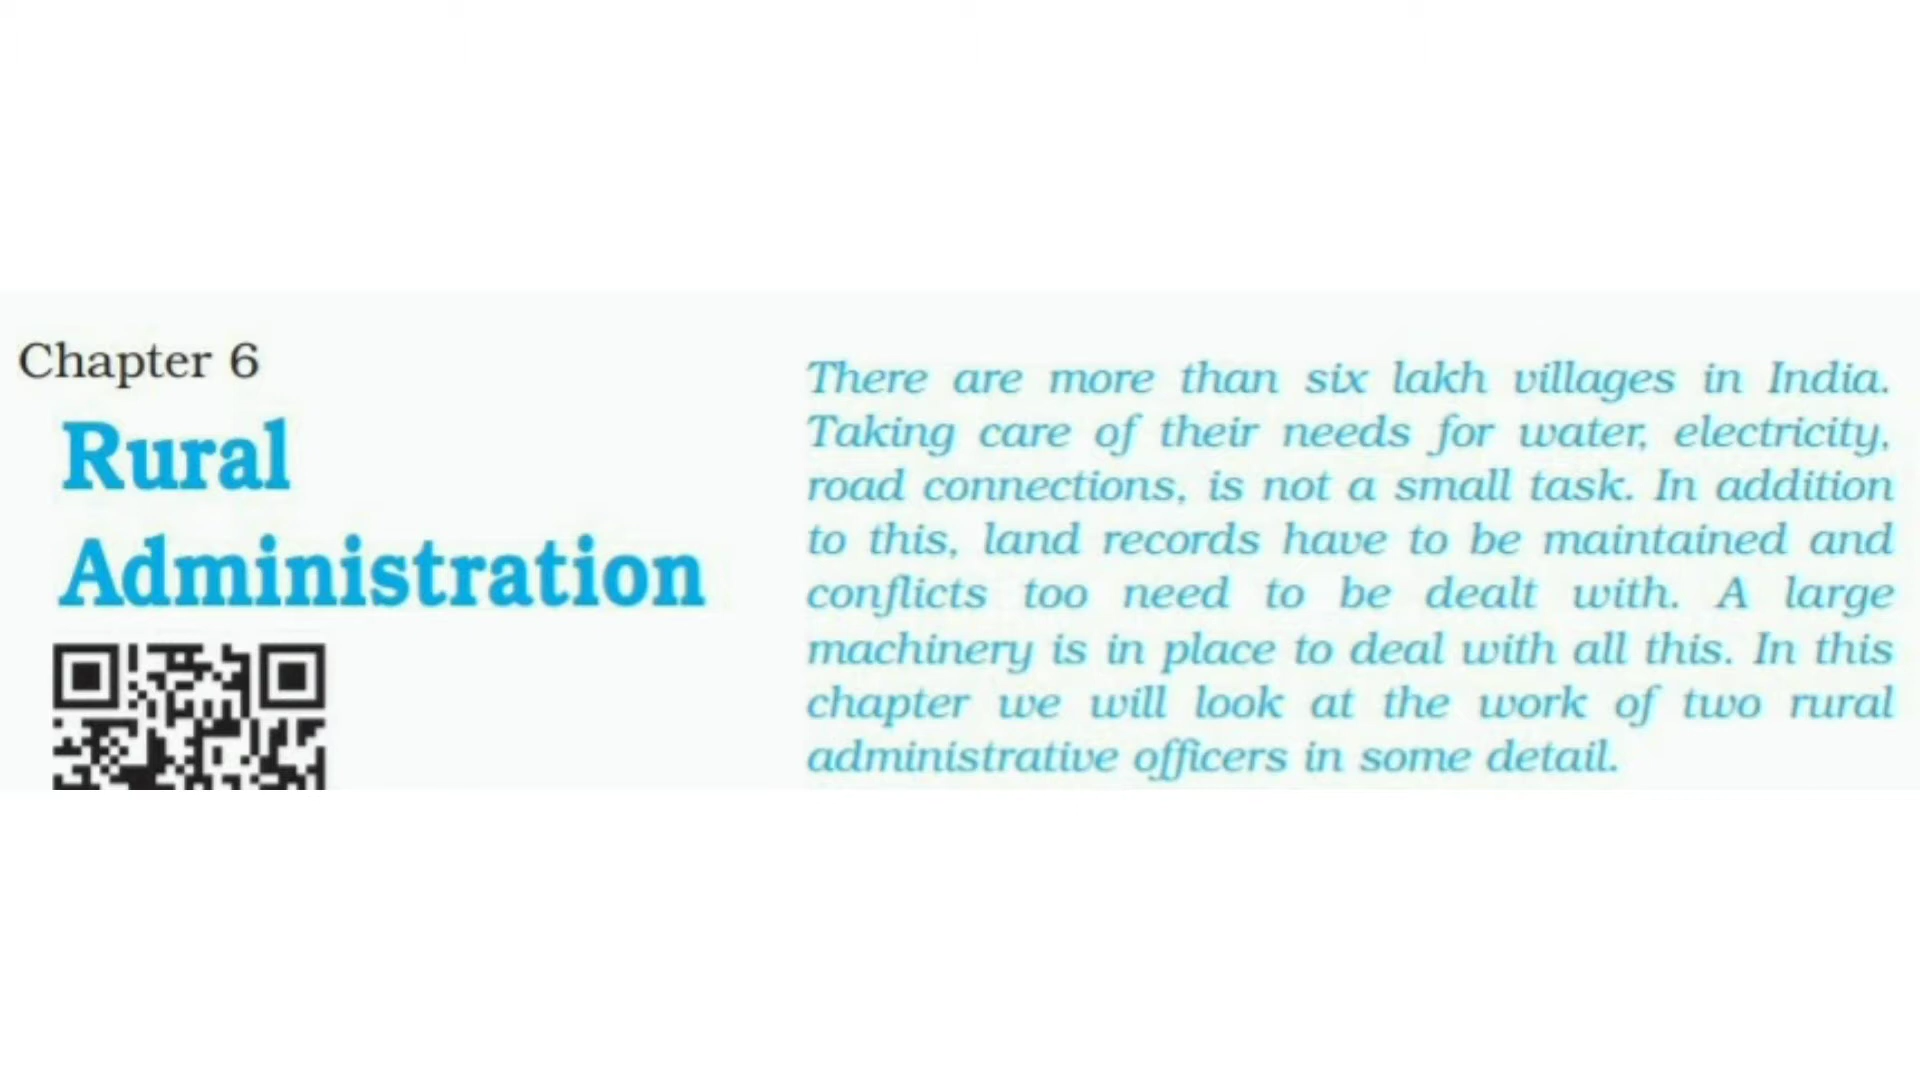 Chapter 6
Rural
Administration
There are more than six lakh villages in India.
Taking care of their needs for water, electricity,
road connections, is not a small task. In addition
to this, land records have to be maintained and
conflicts too need to be dealt with. A large
machinery is in place to deal with all this. In this
chapter we will look at the work of two rural
administrative officers in some detail.